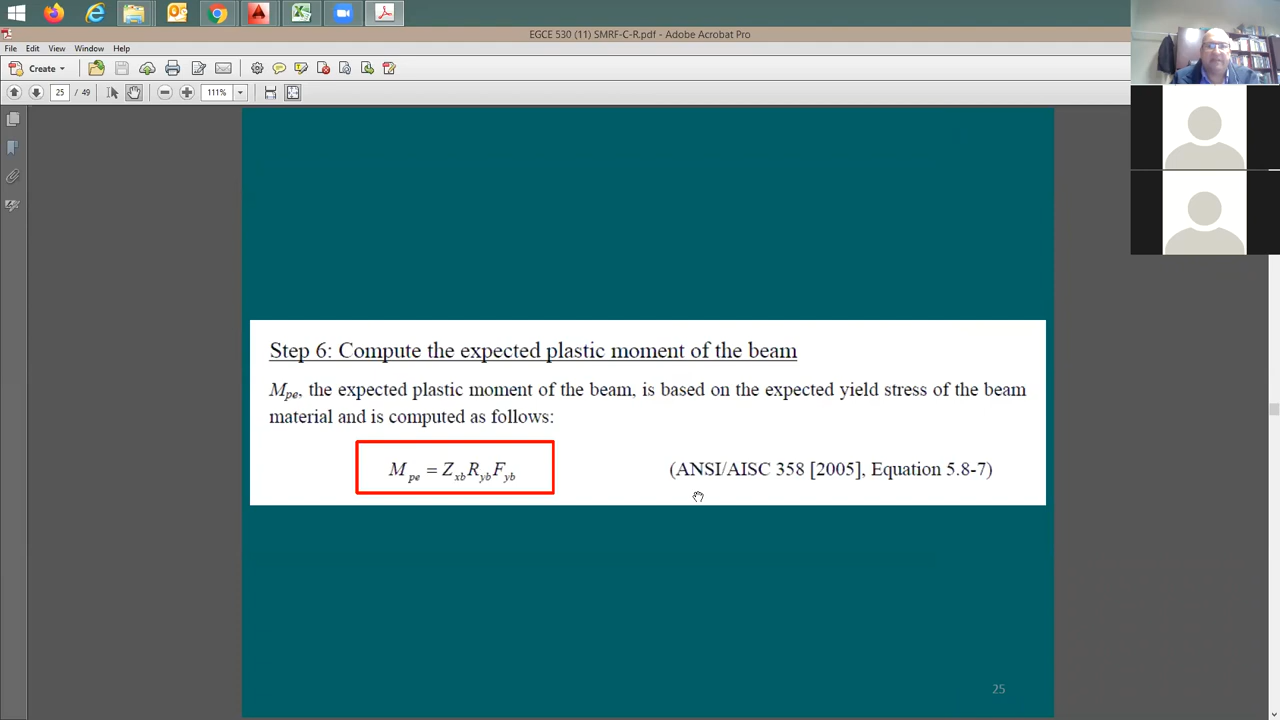 EGCE 530 (11) SMRF-C-R.pdf - Adobe Acrobat Pro
File Edit View Window Help
Create
25 / 49 111%
Step 6: Compute the expected plastic moment of the beam
Mpe, the expected plastic moment of the beam, is based on the expected yield stress of the beam
material and is computed as follows:
Mpe = Zxb Ryb Fyb (ANSI/AISC 358 [2005], Equation 5.8-7)
25